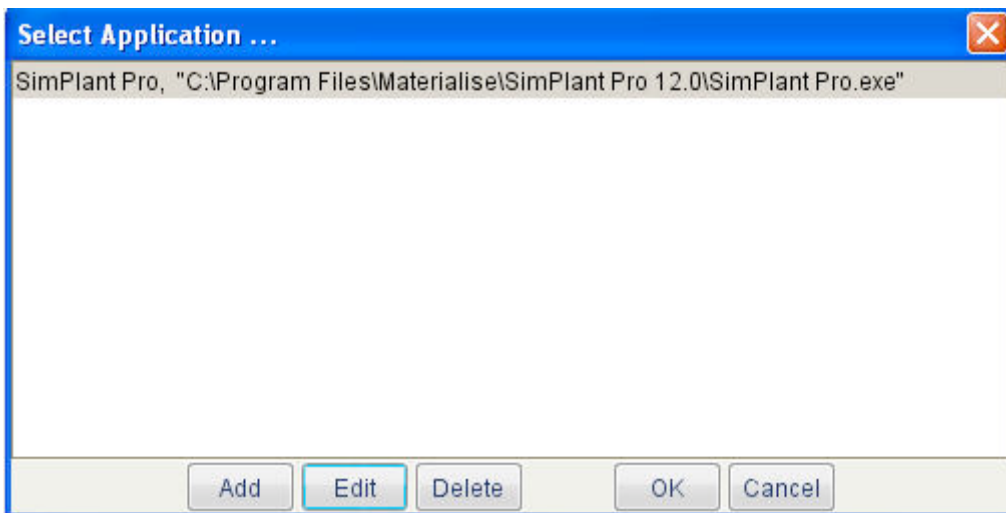 Select Application ...
SimPlant Pro, "C:\Program Files\Materialise\SimPlant Pro 12.0\SimPlant Pro.exe"
Add Edit Delete OK Cancel